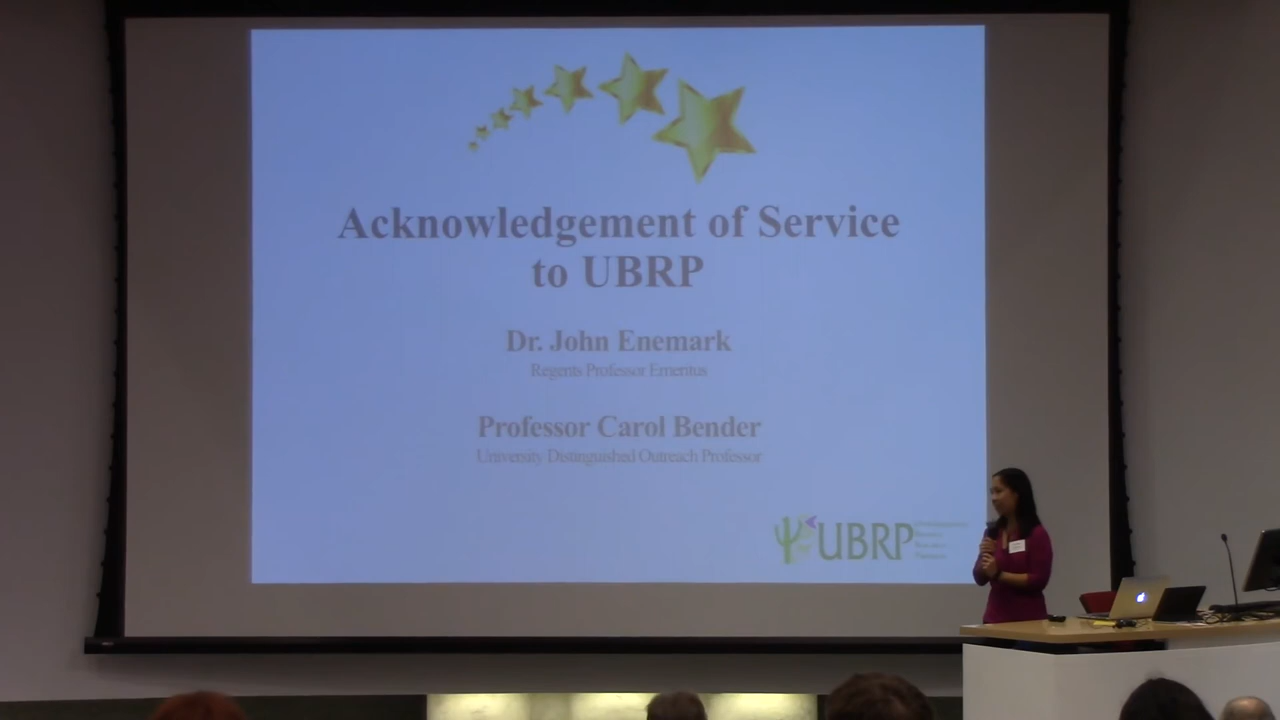 Acknowledgement of Service
to UBRP
Dr. John Enemark
Regents Professor Emeritus
Professor Carol Bender
University Distinguished Outreach Professor
UBRP